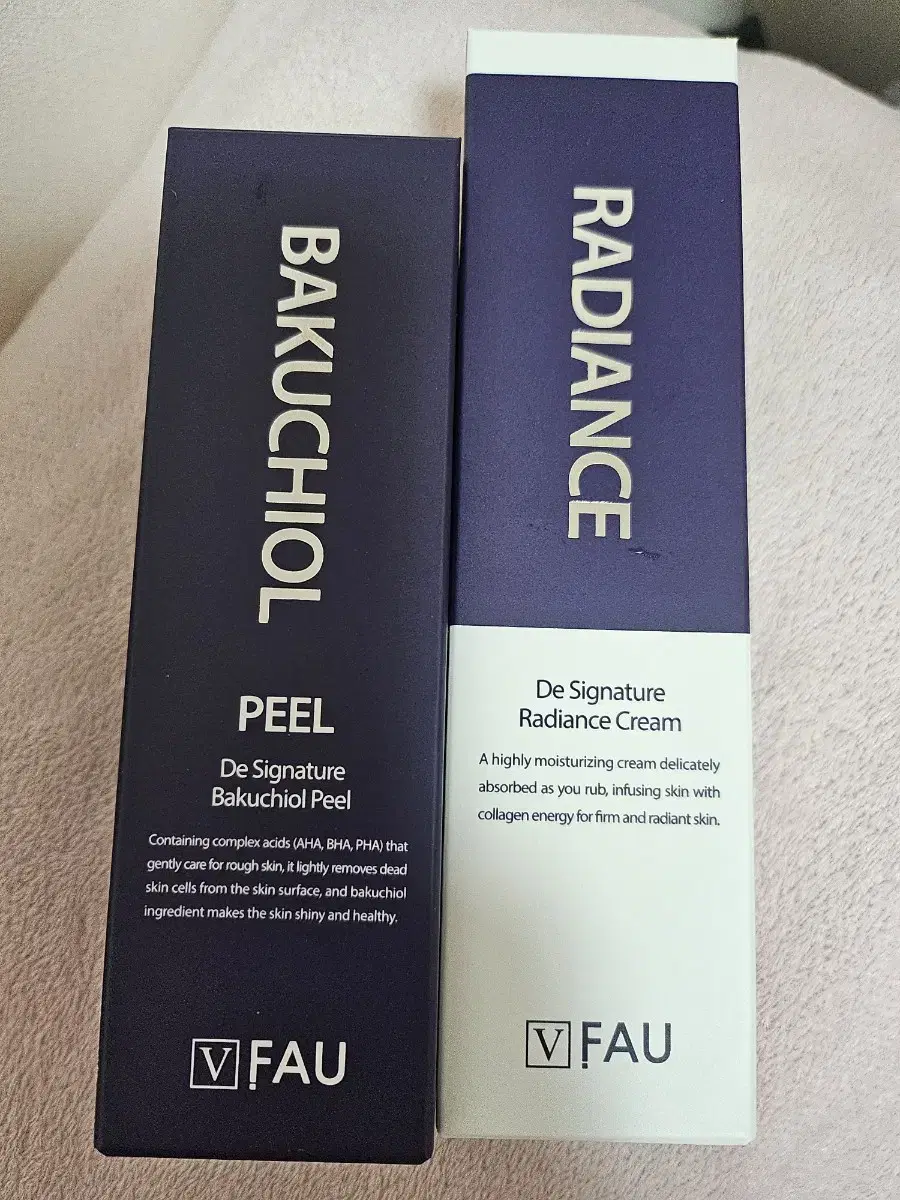 BAKUCHIOL
PEEL
De Signature
Bakuchiol Peel
Containing complex acids (AHA, BHA, PHA) that
gently care for rough skin, it lightly removes dead
skin cells from the skin surface, and bakuchiol
ingredient makes the skin shiny and healthy.
V FAU
RADIANCE
De Signature
Radiance Cream
A highly moisturizing cream delicately
absorbed as you rub, infusing skin with
collagen energy for firm and radiant skin.
V FAU